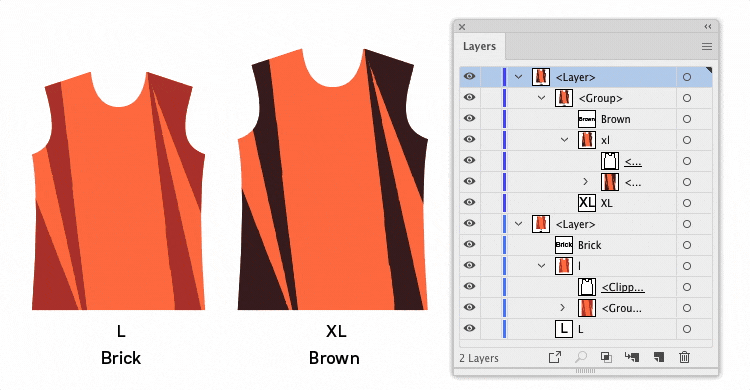 L
Brick
XL
Brown
Layers
<Layer>
<Group>
Brown
Brown
xl
<...
<...
XL
XL
<Layer>
Brick
Brick
l
<Clipp...
<Grou...
L
L
2 Layers